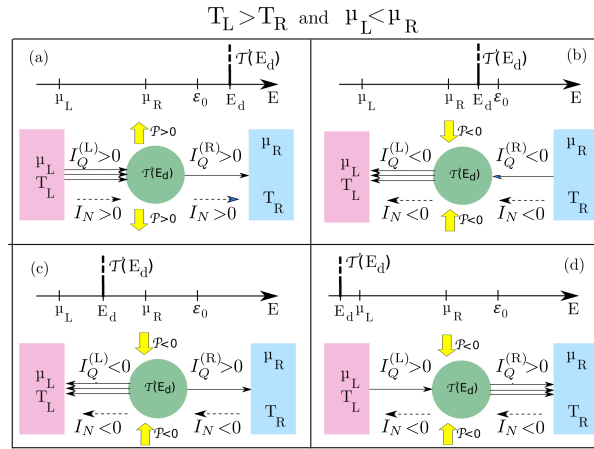 T_L > T_R and μ_L < μ_R
(a)
𝒯(E_d)
μ_L μ_R ε_0 E_d E
μ_L T_L
I_Q^(L)>0
𝒫>0
𝒯(E_d)
I_Q^(R)>0
μ_R T_R
I_N>0
𝒫>0
I_N>0
(b)
𝒯(E_d)
μ_L μ_R E_d ε_0 E
μ_L T_L
I_Q^(L)<0
𝒫<0
𝒯(E_d)
I_Q^(R)<0
μ_R T_R
I_N<0
𝒫<0
I_N<0
(c)
𝒯(E_d)
μ_L E_d μ_R ε_0 E
μ_L T_L
I_Q^(L)<0
𝒫<0
𝒯(E_d)
I_Q^(R)>0
μ_R T_R
I_N<0
𝒫<0
I_N<0
(d)
𝒯(E_d)
E_d μ_L μ_R ε_0 E
μ_L T_L
I_Q^(L)>0
𝒫<0
𝒯(E_d)
I_Q^(R)>0
μ_R T_R
I_N<0
𝒫<0
I_N<0